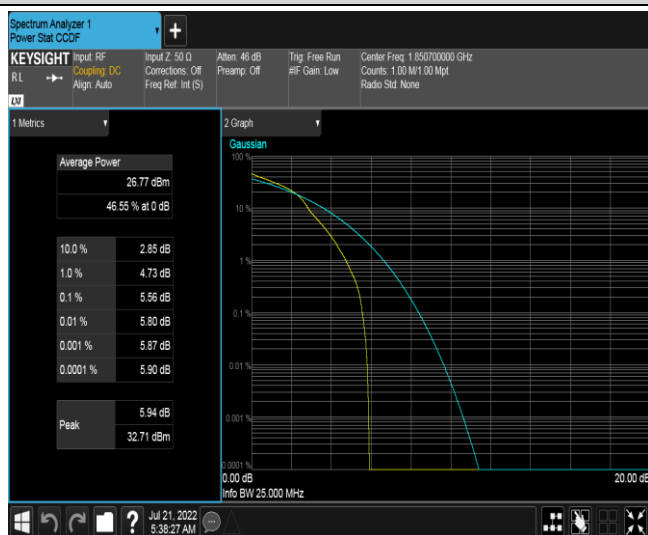 Spectrum Analyzer 1
Power Stat CCDF
+
KEYSIGHT
RL
LXI
Input: RF
Coupling: DC
Align: Auto
Input Z: 50 Ω
Corrections: Off
Freq Ref: Int (S)
Atten: 46 dB
Preamp: Off
Trig: Free Run
#IF Gain: Low
Center Freq: 1.850700000 GHz
Counts: 1.00 M/1.00 Mpt
Radio Std: None
1 Metrics
Average Power
26.77 dBm
46.55 % at 0 dB
10.0 % 2.85 dB
1.0 % 4.73 dB
0.1 % 5.56 dB
0.01 % 5.80 dB
0.001 % 5.87 dB
0.0001 % 5.90 dB
Peak
5.94 dB
32.71 dBm
2 Graph
Gaussian
100 %
10 %
1 %
0.1 %
0.01 %
0.001 %
0.0001 %
0.00 dB
20.00 dB
Info BW 25.000 MHz
?
Jul 21, 2022
5:38:27 AM